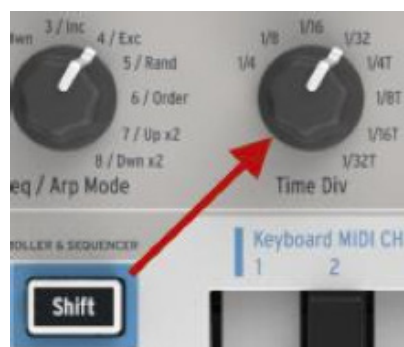 3 / Inc
4 / Exc
5 / Rand
6 / Order
7 / Up x2
8 / Dwn x2
eq / Arp Mode
1/4
1/8
1/16
1/32
1/4T
1/8T
1/16T
1/32T
Time Div
OLLER & SEQUENCER
Shift
Keyboard MIDI CH
1 2